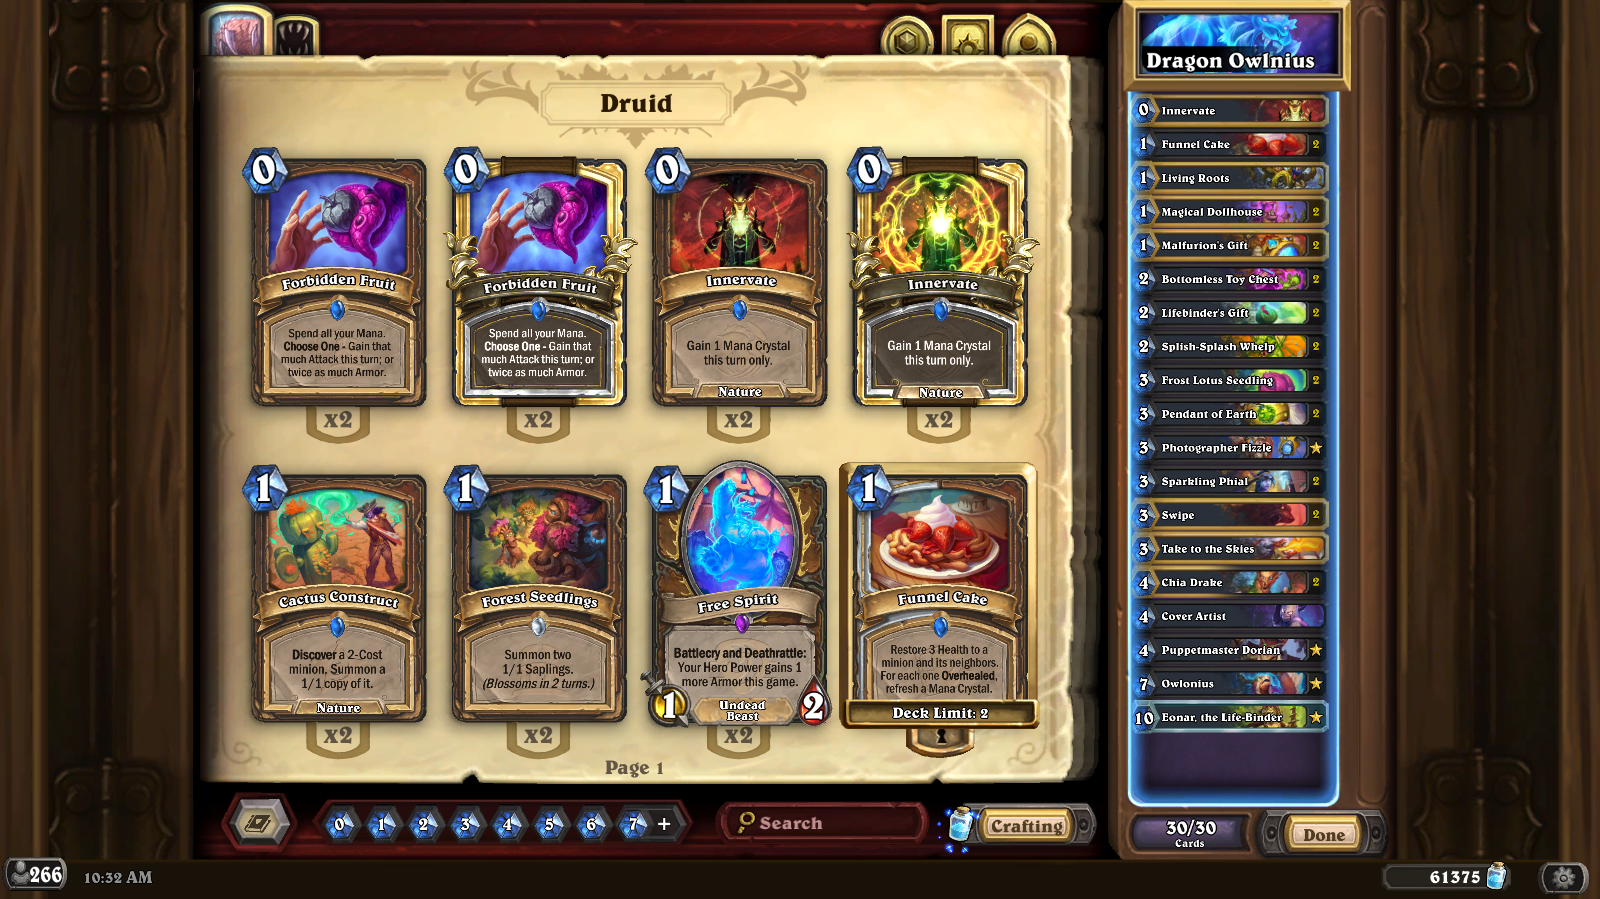 Druid
0
Forbidden Fruit
Spend all your Mana.
Choose One - Gain that
much Attack this turn; or
twice as much Armor.
x2
0
Forbidden Fruit
Spend all your Mana.
Choose One - Gain that
much Attack this turn; or
twice as much Armor.
x2
0
Innervate
Gain 1 Mana Crystal
this turn only.
Nature
x2
0
Innervate
Gain 1 Mana Crystal
this turn only.
Nature
x2
1
Cactus Construct
Discover a 2-Cost
minion. Summon a
1/1 copy of it.
Nature
x2
1
Forest Seedlings
Summon two
1/1 Saplings.
(Blossoms in 2 turns.)
x2
1
Free Spirit
Battlecry and Deathrattle:
Your Hero Power gains 1
more Armor this game.
1
Undead
Beast
2
x2
1
Funnel Cake
Restore 3 Health to a
minion and its neighbors.
For each one Overhealed,
refresh a Mana Crystal.
Deck Limit: 2
Page 1
0 1 2 3 4 5 6 7 +
Search
Crafting
Dragon Owlnius
0 Innervate
1 Funnel Cake 2
1 Living Roots
1 Magical Dollhouse 2
1 Malfurion's Gift 2
2 Bottomless Toy Chest 2
2 Lifebinder's Gift 2
2 Splish-Splash Whelp 2
3 Frost Lotus Seedling 2
3 Pendant of Earth 2
3 Photographer Fizzle
3 Sparkling Phial 2
3 Swipe 2
3 Take to the Skies
4 Chia Drake 2
4 Cover Artist
4 Puppetmaster Dorian
7 Owlonius
10 Eonar, the Life-Binder
30/30
Cards
Done
266
10:32 AM
61375